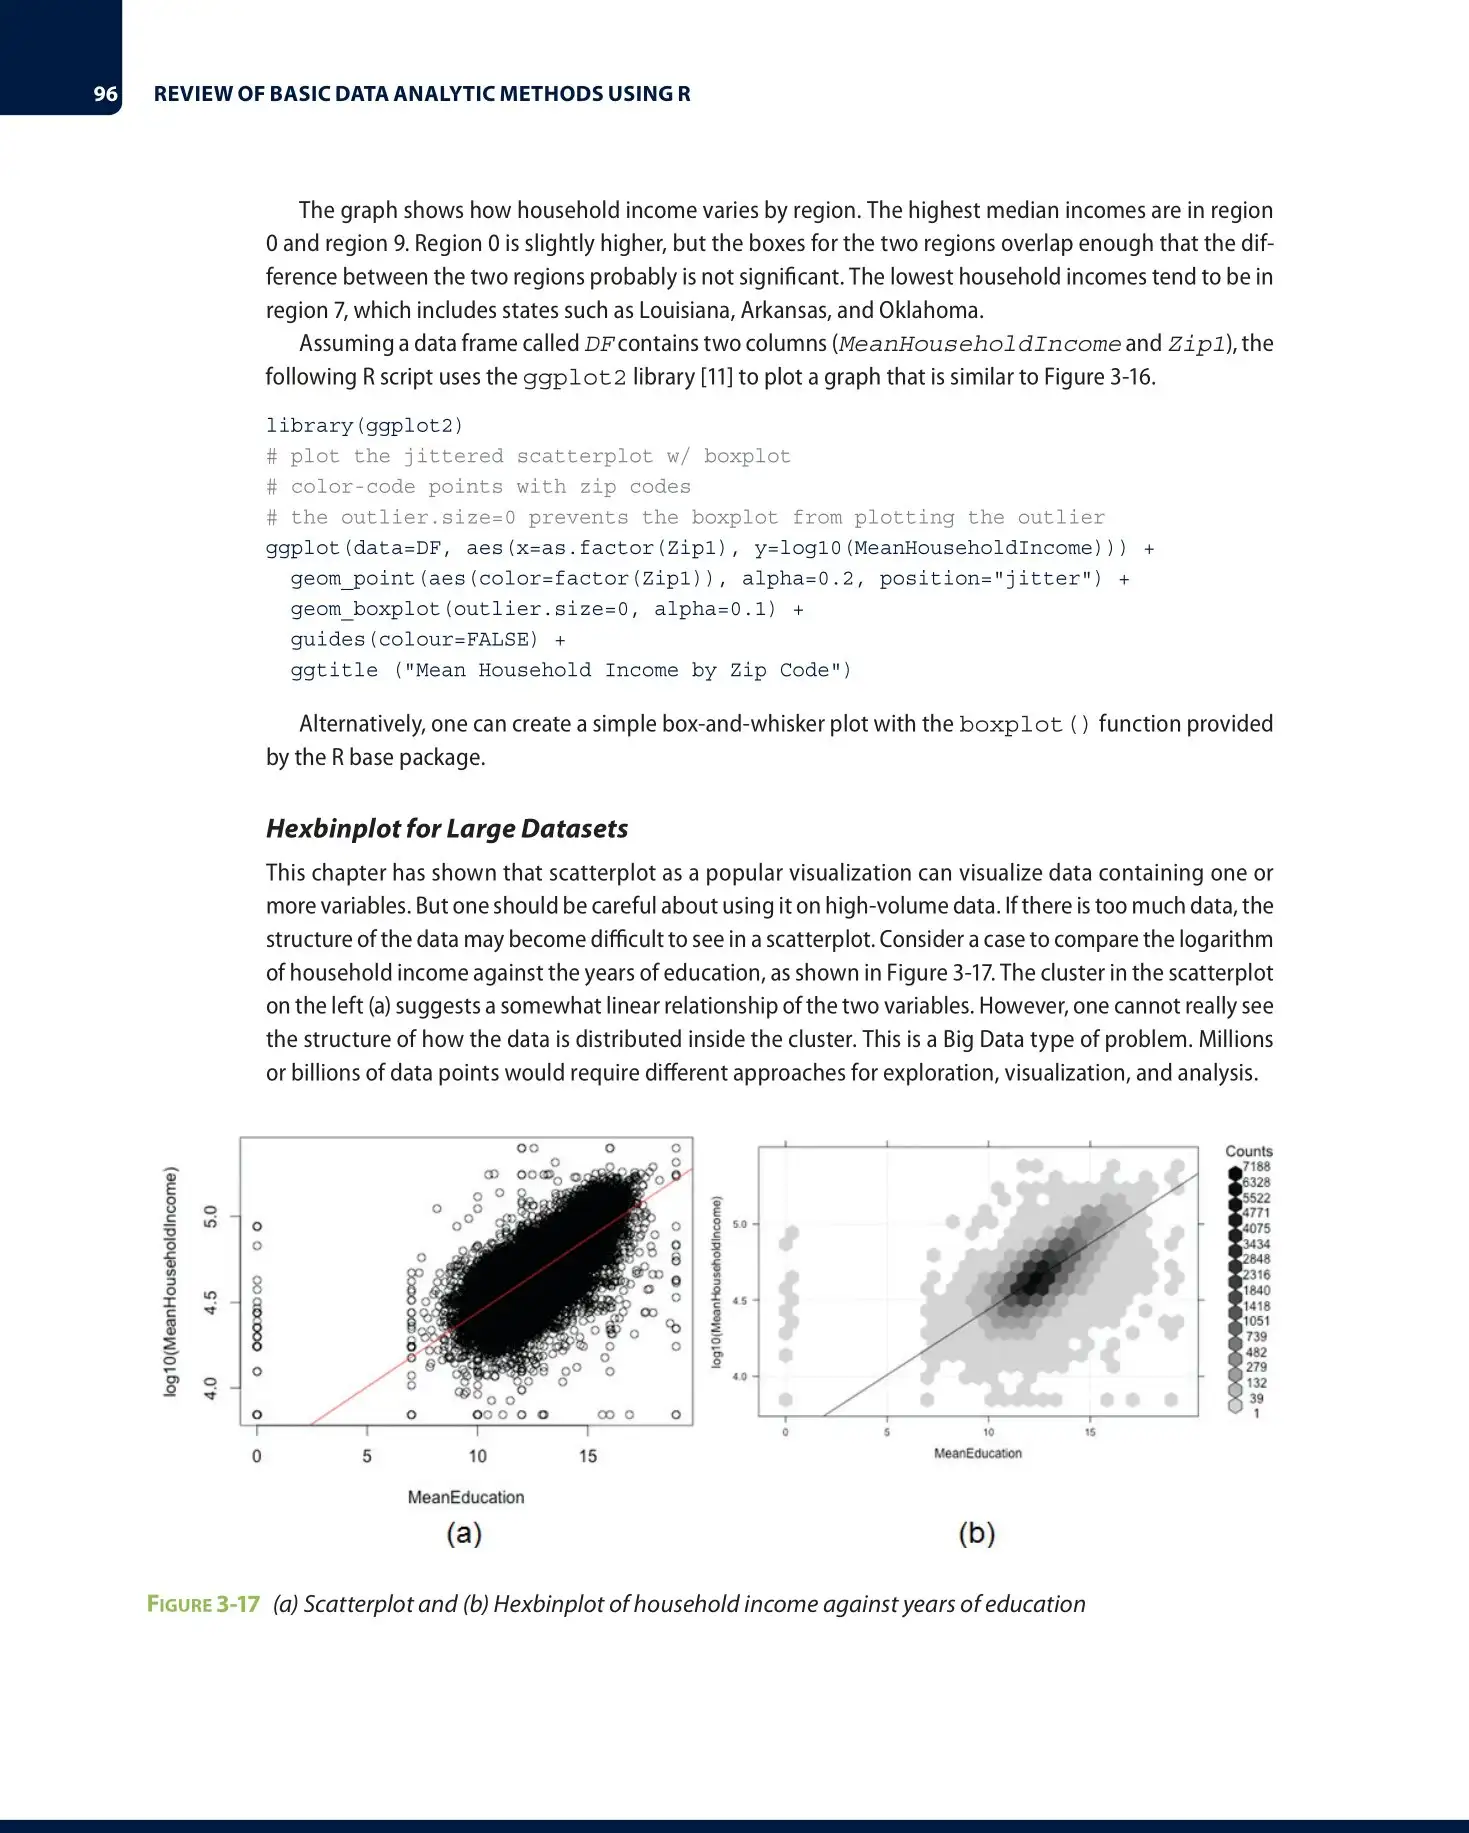 96 REVIEW OF BASIC DATA ANALYTIC METHODS USING R
The graph shows how household income varies by region. The highest median incomes are in region
0 and region 9. Region 0 is slightly higher, but the boxes for the two regions overlap enough that the dif-
ference between the two regions probably is not significant. The lowest household incomes tend to be in
region 7, which includes states such as Louisiana, Arkansas, and Oklahoma.
Assuming a data frame called DF contains two columns (MeanHouseholdIncome and Zip1), the
following R script uses the ggplot2 library [11] to plot a graph that is similar to Figure 3-16.
library(ggplot2)
# plot the jittered scatterplot w/ boxplot
# color-code points with zip codes
# the outlier.size=0 prevents the boxplot from plotting the outlier
ggplot(data=DF, aes(x=as.factor(Zip1), y=log10(MeanHouseholdIncome))) +
  geom_point(aes(color=factor(Zip1)), alpha=0.2, position="jitter") +
  geom_boxplot(outlier.size=0, alpha=0.1) +
  guides(colour=FALSE) +
  ggtitle ("Mean Household Income by Zip Code")
Alternatively, one can create a simple box-and-whisker plot with the boxplot() function provided
by the R base package.
Hexbinplot for Large Datasets
This chapter has shown that scatterplot as a popular visualization can visualize data containing one or
more variables. But one should be careful about using it on high-volume data. If there is too much data, the
structure of the data may become difficult to see in a scatterplot. Consider a case to compare the logarithm
of household income against the years of education, as shown in Figure 3-17. The cluster in the scatterplot
on the left (a) suggests a somewhat linear relationship of the two variables. However, one cannot really see
the structure of how the data is distributed inside the cluster. This is a Big Data type of problem. Millions
or billions of data points would require different approaches for exploration, visualization, and analysis.
log10(MeanHouseholdIncome)
5.0
4.5
4.0
0 5 10 15
MeanEducation
(a)
log10(MeanHouseholdIncome)
5.0
4.5
4.0
0 5 10 15
MeanEducation
(b)
Counts
7188
6328
5522
4771
4075
3434
2848
2316
1840
1418
1051
739
482
279
132
39
1
FIGURE 3-17 (a) Scatterplot and (b) Hexbinplot of household income against years of education